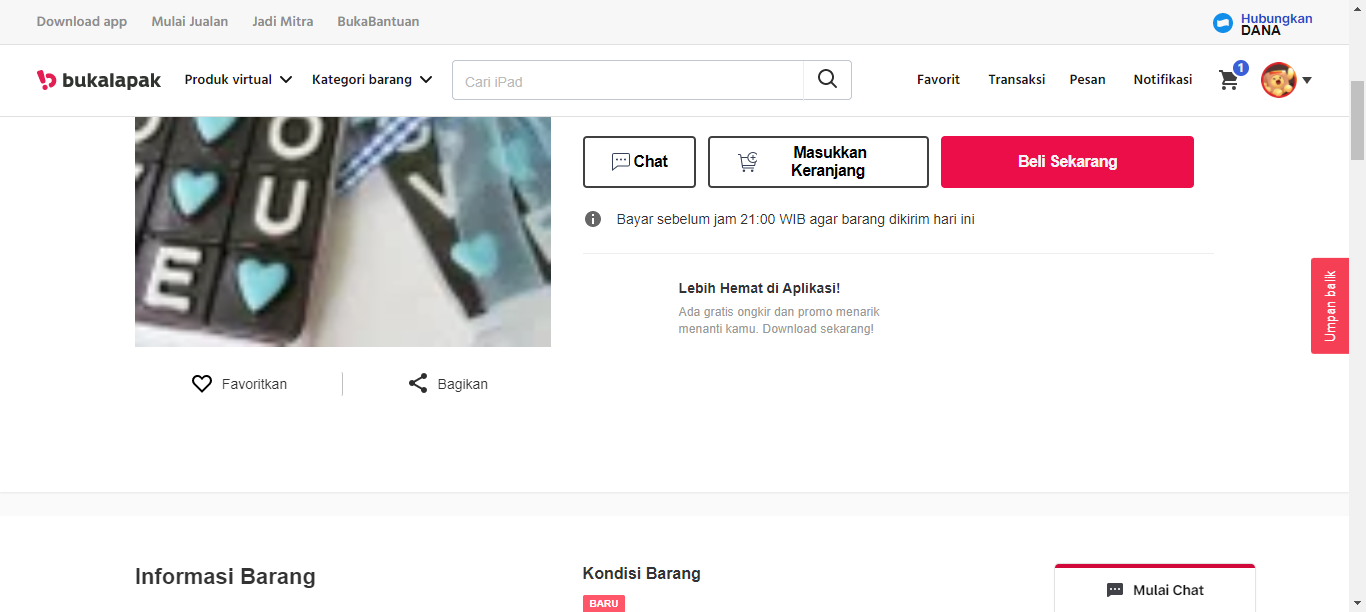 Download app Mulai Jualan Jadi Mitra BukaBantuan
Hubungkan
DANA
bukalapak Produk virtual Kategori barang Cari iPad Favorit Transaksi Pesan Notifikasi 1
O
U
E
V
Chat
Masukkan
Keranjang
Beli Sekarang
Bayar sebelum jam 21:00 WIB agar barang dikirim hari ini
Lebih Hemat di Aplikasi!
Ada gratis ongkir dan promo menarik
menanti kamu. Download sekarang!
Umpan balik
Favoritkan Bagikan
Informasi Barang
Kondisi Barang
BARU
Mulai Chat